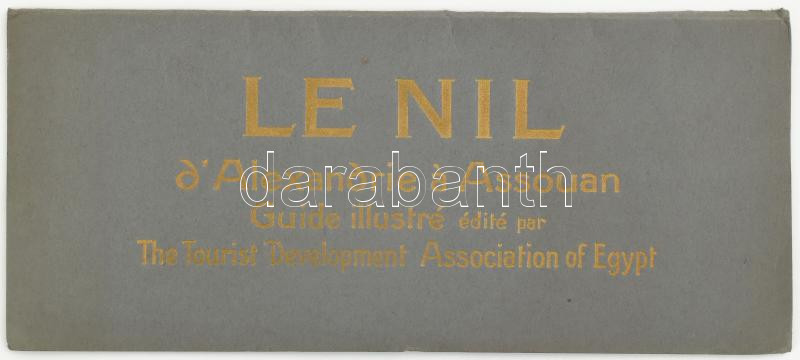 LE NIL
d'Alexandrie à Assouan
darabanth
Guide illustré édité par
The Tourist Development Association of Egypt